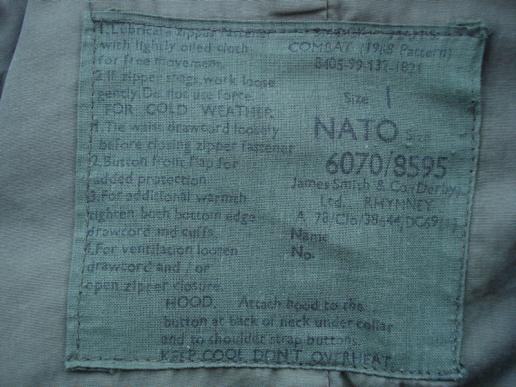 1. Lubricate zipper fastener
with lightly oiled cloth
for free movement.
2. If zipper snags work loose
gently. Do not use force.
FOR COLD WEATHER.
1. Tie waist drawcord loosely
before closing zipper fastener
2. Button front flap for
added protection
3. For additional warmth
tighten both bottom edge
drawcord and cuffs.
4. For ventilation loosen
drawcord and / or
open zipper closure.
COMBAT (1968 Pattern)
8405-99-132-1821
Size 1
NATO Size
6070/8595
James Smith & Co. Derby
Ltd., RHYMNEY
A 78/Clo/38644/DC69
Name
No.
HOOD. Attach hood to the
button at back of neck under collar
and to shoulder strap buttons.
KEEP COOL DON'T OVERHEAT